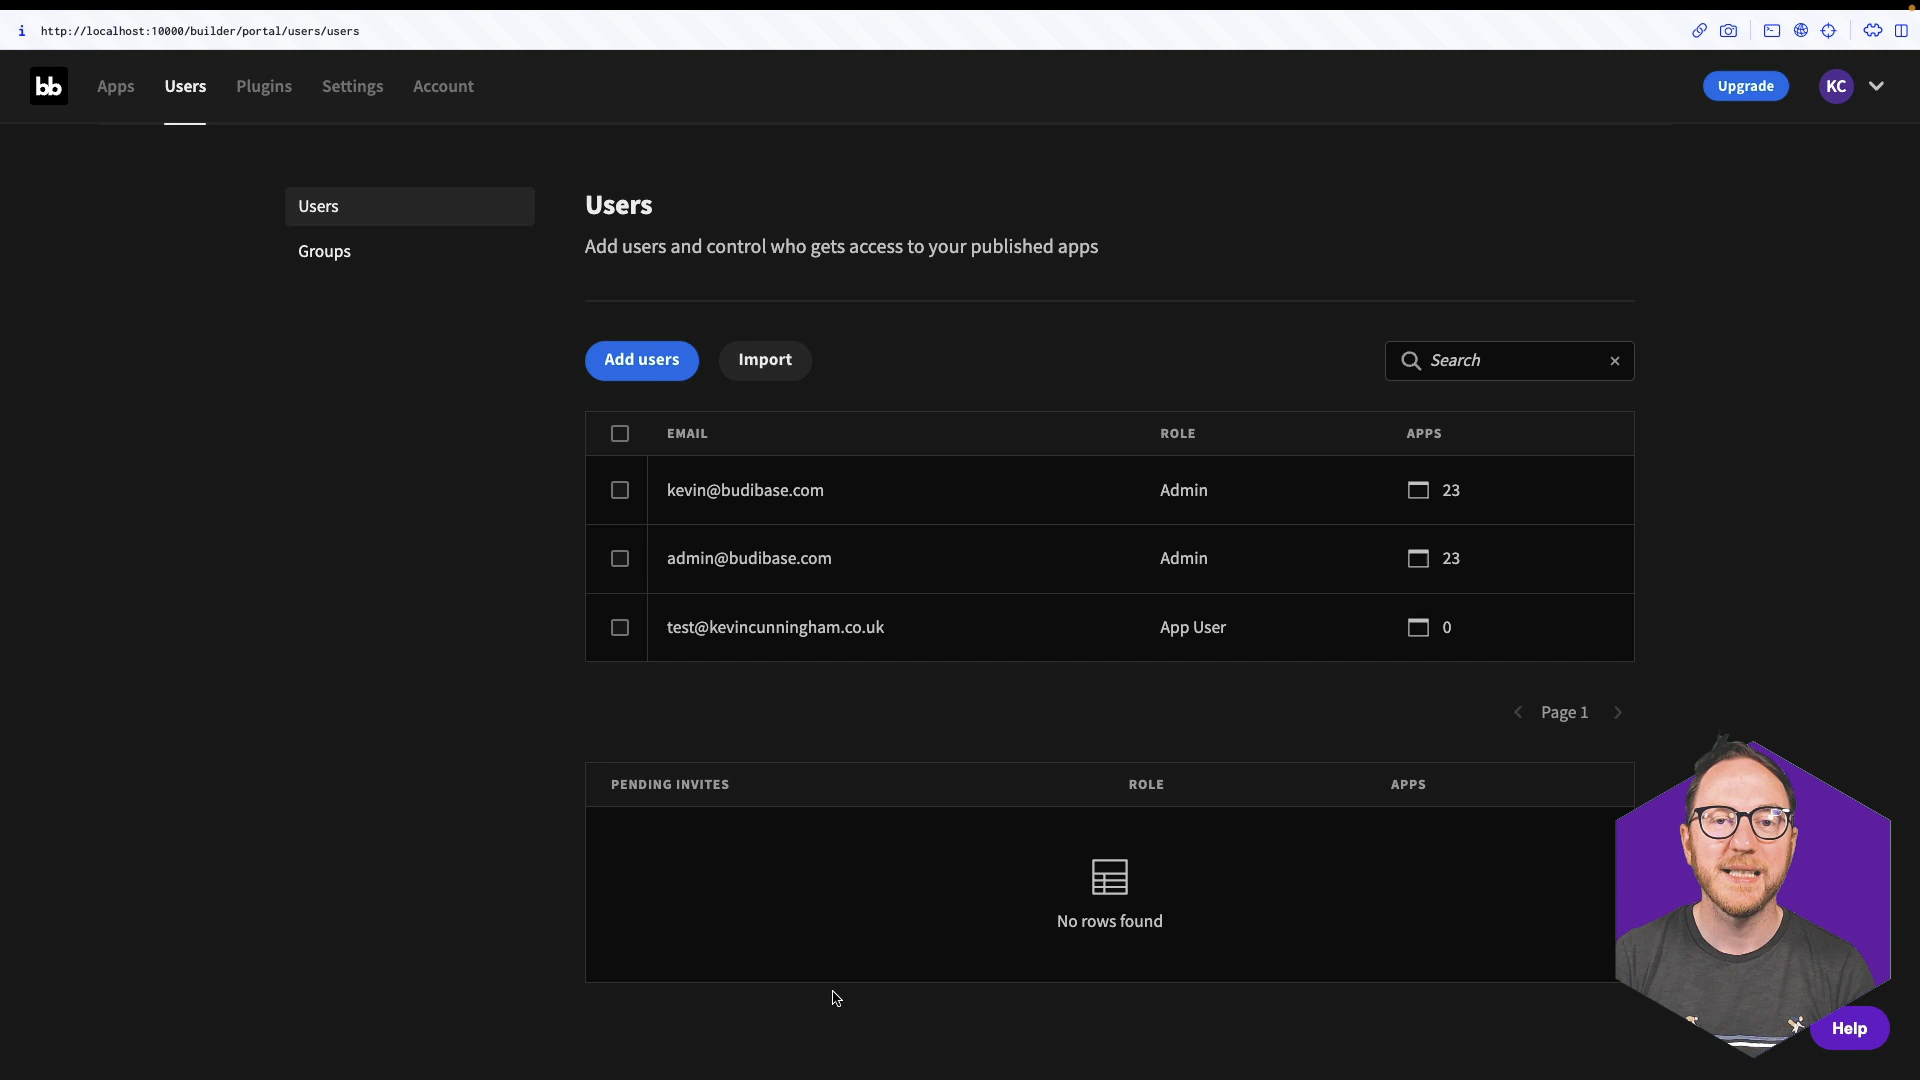 i http://localhost:10000/builder/portal/users/users
bb Apps Users Plugins Settings Account Upgrade KC
Users
Groups
Users
Add users and control who gets access to your published apps
Add users Import Search
EMAIL ROLE APPS
kevin@budibase.com Admin 23
admin@budibase.com Admin 23
test@kevincunningham.co.uk App User 0
Page 1
PENDING INVITES ROLE APPS
No rows found
Help